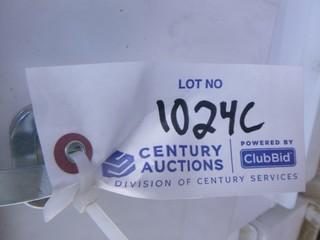 LOT NO
1024C
CENTURY AUCTIONS
POWERED BY
ClubBid
DIVISION OF CENTURY SERVICES